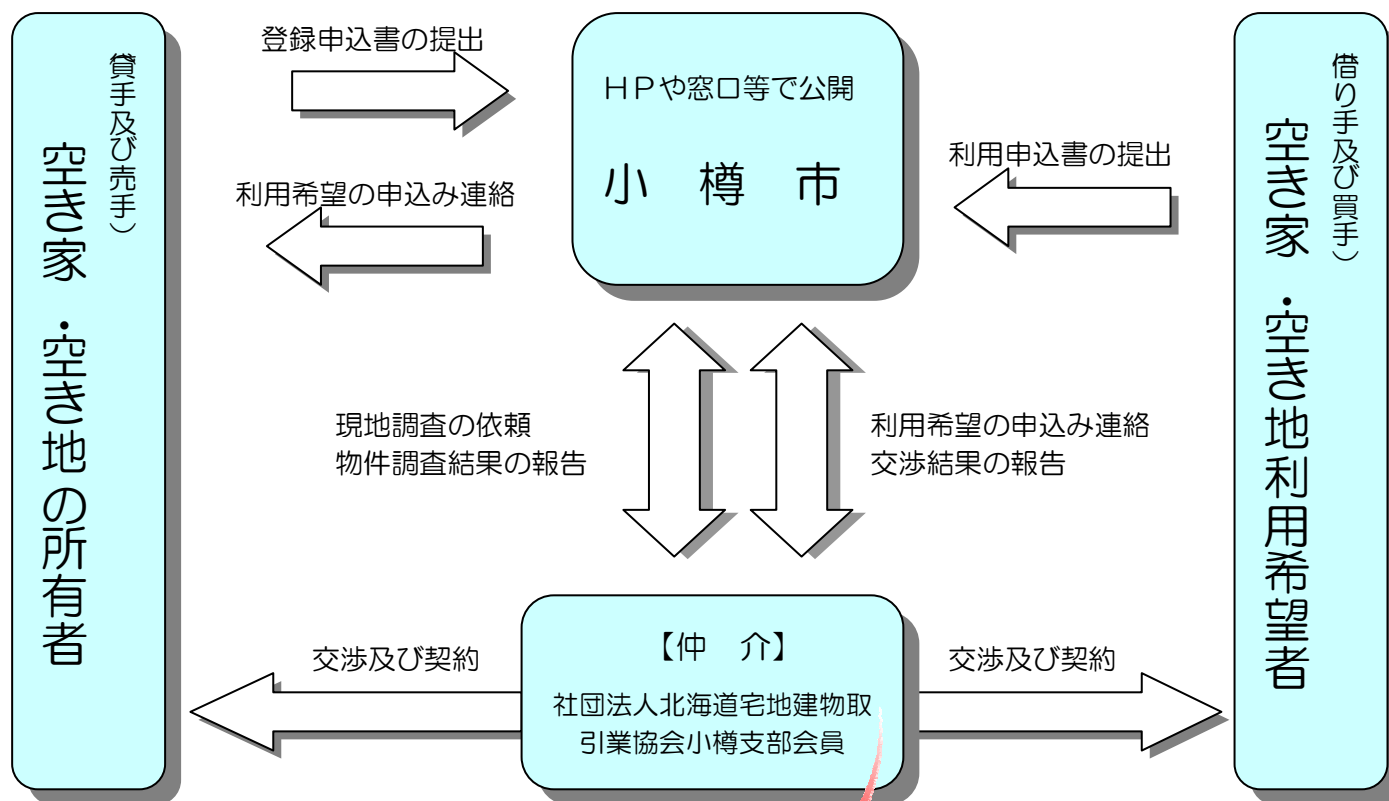 空き家・空き地の所有者
（貸手及び売手）
登録申込書の提出
利用希望の申込み連絡
ＨＰや窓口等で公開
小　樽　市
利用申込書の提出
空き家・空き地利用希望者
（借り手及び買手）
現地調査の依頼
物件調査結果の報告
利用希望の申込み連絡
交渉結果の報告
交渉及び契約
【仲　介】
社団法人北海道宅地建物取
引業協会小樽支部会員
交渉及び契約